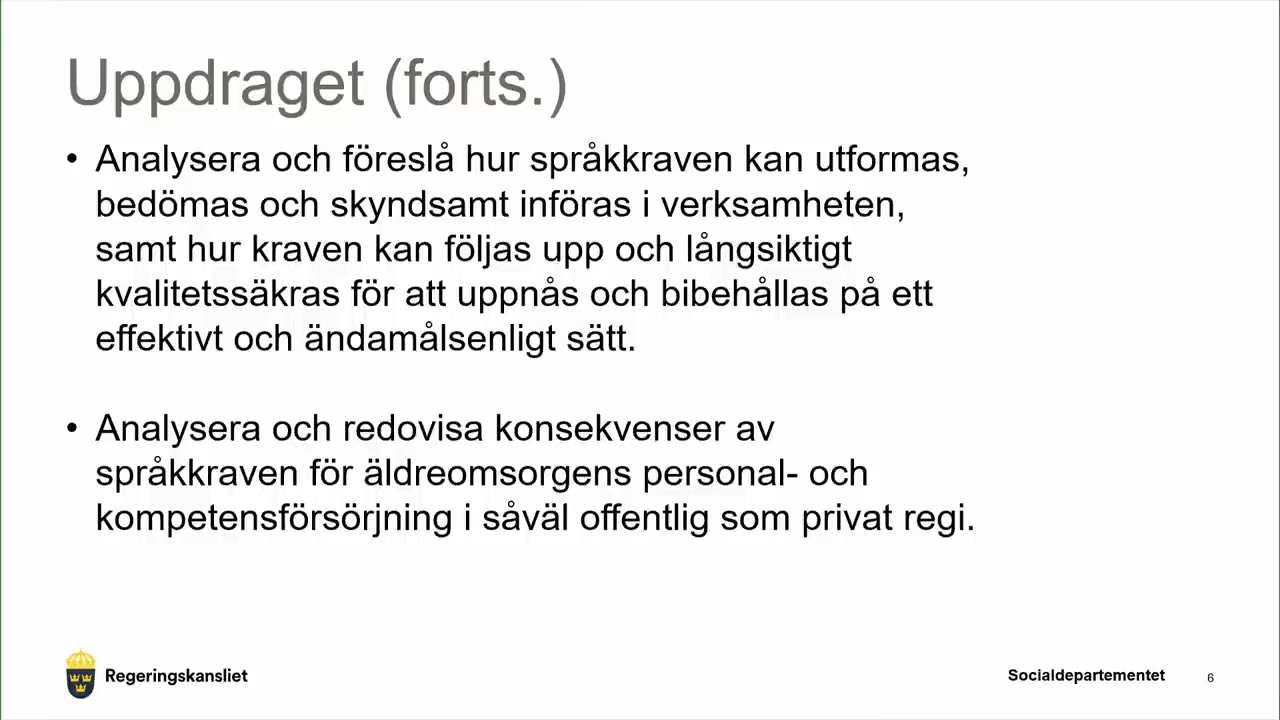 Uppdraget (forts.)
• Analysera och föreslå hur språkkraven kan utformas,
bedömas och skyndsamt införas i verksamheten,
samt hur kraven kan följas upp och långsiktigt
kvalitetssäkras för att uppnås och bibehållas på ett
effektivt och ändamålsenligt sätt.
• Analysera och redovisa konsekvenser av
språkkraven för äldreomsorgens personal- och
kompetensförsörjning i såväl offentlig som privat regi.
Regeringskansliet
Socialdepartementet
6